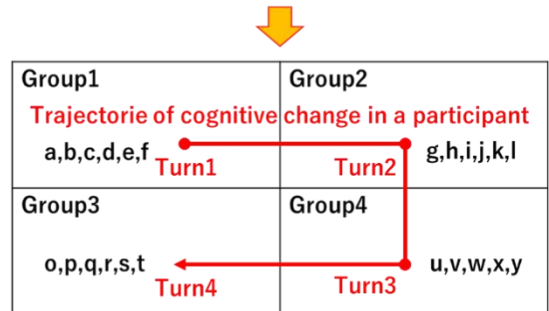 Group1
Group2
Trajectorie of cognitive change in a participant
a,b,c,d,e,f
Turn1
Turn2
g,h,i,j,k,l
Group3
Group4
o,p,q,r,s,t
Turn4
Turn3
u,v,w,x,y